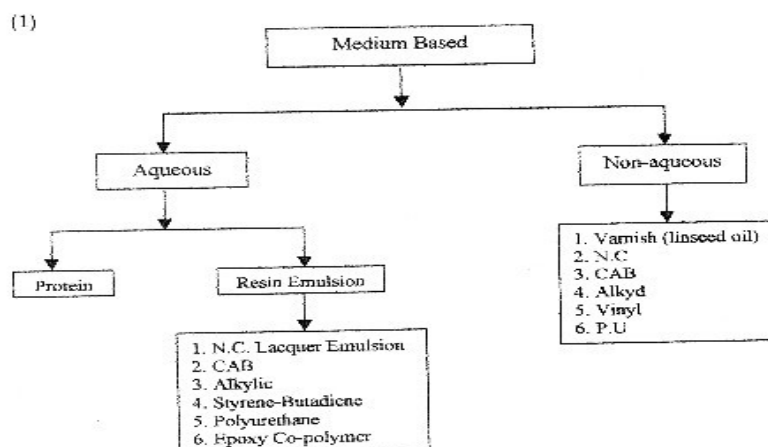 (1)
Medium Based
Aqueous
Non-aqueous
Protein
Resin Emulsion
1. N.C. Lacquer Emulsion
2. CAB
3. Alkylic
4. Styrene-Butadiene
5. Polyurethane
6. Epoxy Co-polymer
1. Varnish (linseed oil)
2. N.C
3. CAB
4. Alkyd
5. Vinyl
6. P.U